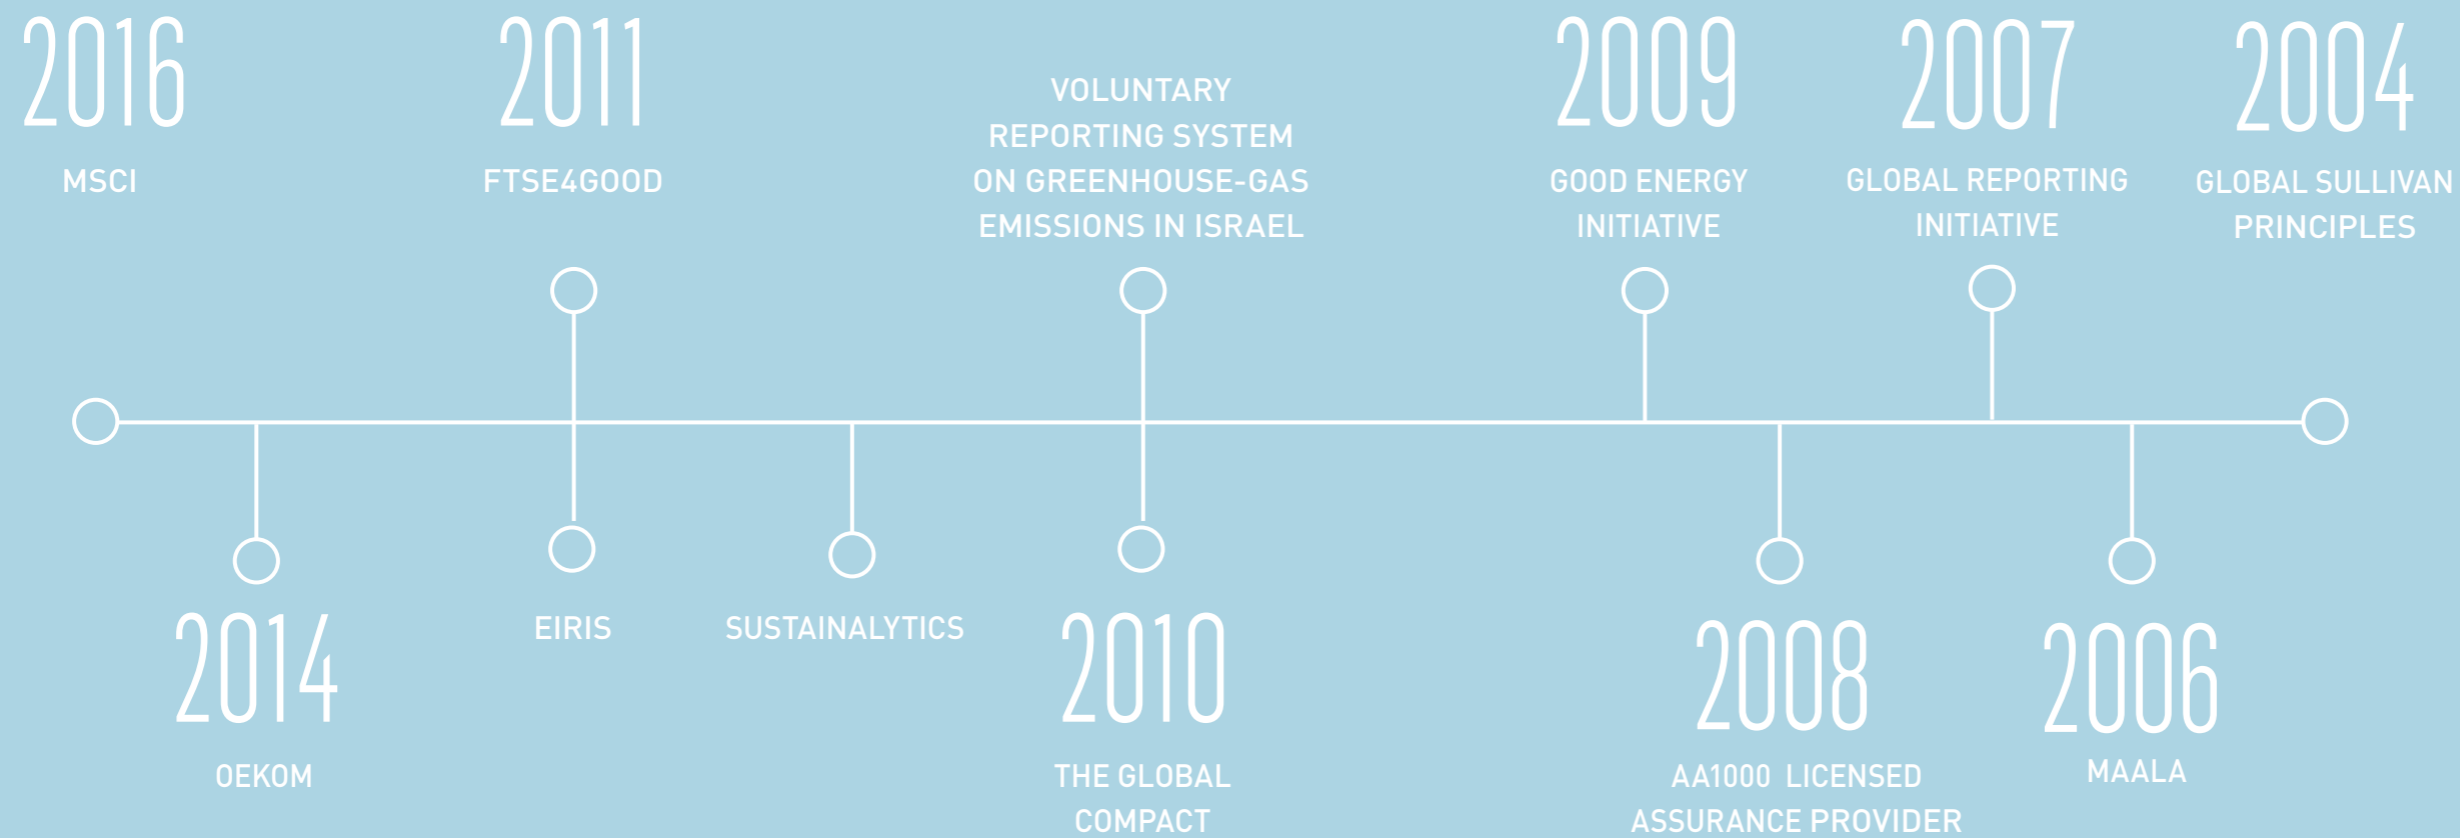 2016
MSCI
2011
FTSE4GOOD
VOLUNTARY
REPORTING SYSTEM
ON GREENHOUSE-GAS
EMISSIONS IN ISRAEL
2009
GOOD ENERGY
INITIATIVE
2007
GLOBAL REPORTING
INITIATIVE
2004
GLOBAL SULLIVAN
PRINCIPLES
2014
OEKOM
EIRIS
SUSTAINALYTICS
2010
THE GLOBAL
COMPACT
2008
AA1000 LICENSED
ASSURANCE PROVIDER
2006
MAALA